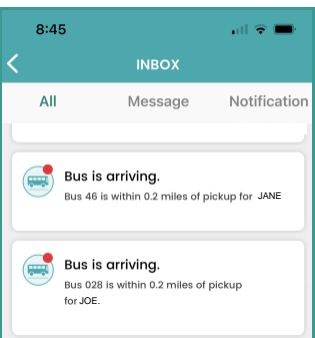 8:45
INBOX
All Message Notification
Bus is arriving.
Bus 46 is within 0.2 miles of pickup for JANE
Bus is arriving.
Bus 028 is within 0.2 miles of pickup
for JOE.